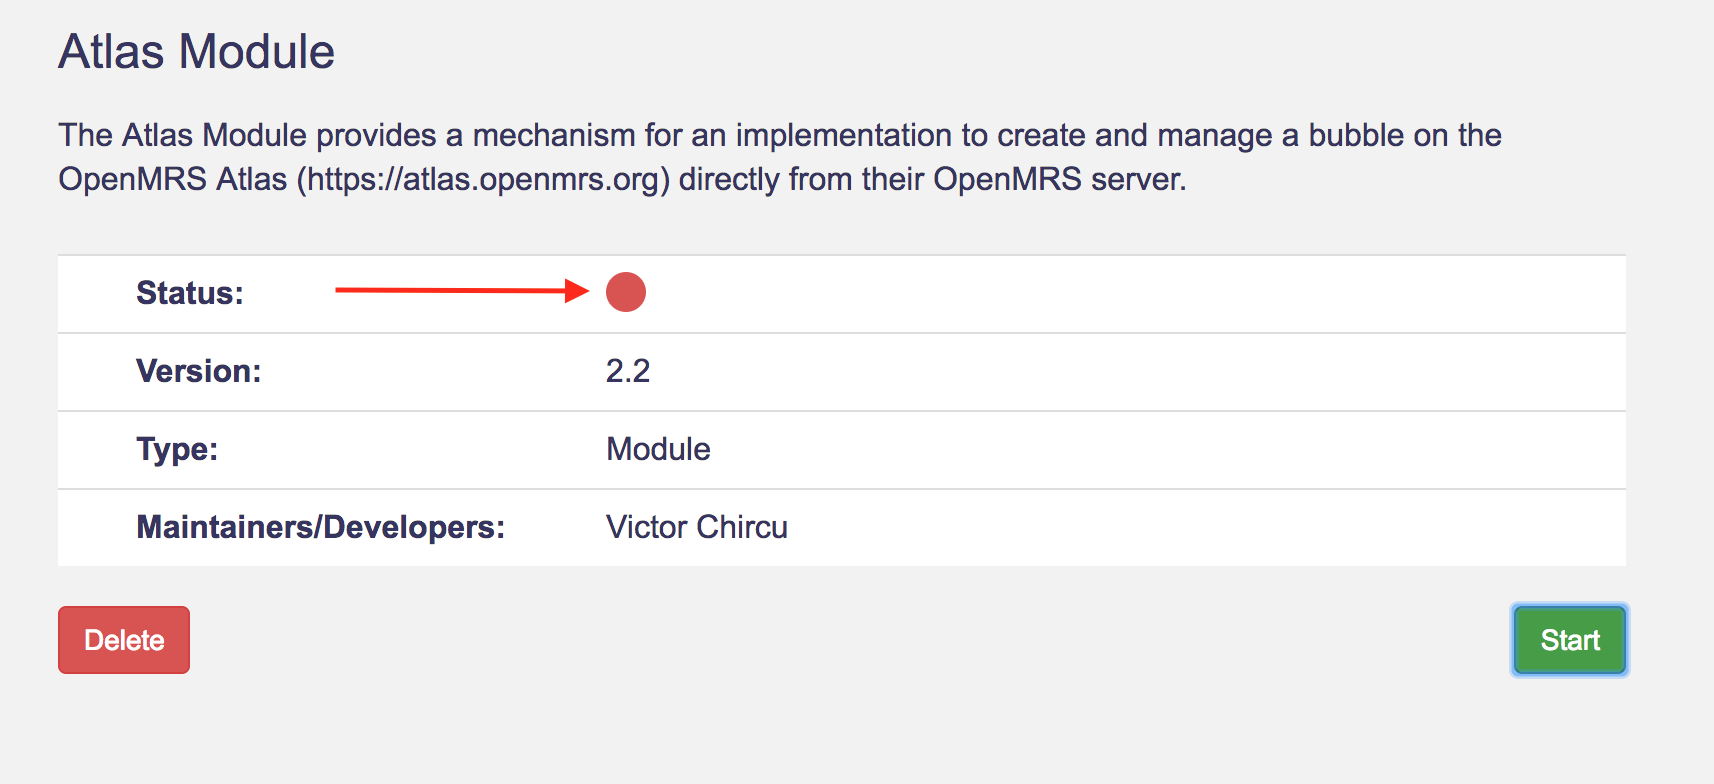 Atlas Module
The Atlas Module provides a mechanism for an implementation to create and manage a bubble on the
OpenMRS Atlas (https://atlas.openmrs.org) directly from their OpenMRS server.
Status:
Version: 2.2
Type: Module
Maintainers/Developers: Victor Chircu
Delete Start